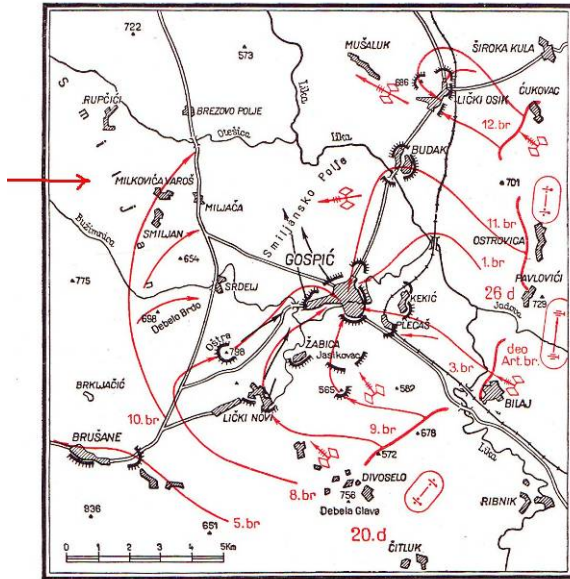 722
573
MUŠALUK
ŠIROKA KULA
686
ĆUKOVAC
RUPČIĆI
LIČKI OSIK
BREZOVO POLJE
Lika
Otešica
Lika
12. br
BUDAK
Smilja
MILKOVIĆA VAROŠ
MILJAČA
SMILJAN
Smiljansko Polje
701
11. br
OSTROVICA
Bužimnica
654
GOSPIĆ
1. br
775
SRDELJ
26 d
PAVLOVIĆI
KEKIĆ
Jadova
729
698
Debelo Brdo
PLEĆAŠ
Oštra
798
ŽABICA
Jasikovac
deo
Art. br.
3. br
BRKLJAČIĆ
565
582
BILAJ
LIČKI NOVI
10. br
9. br
678
BRUŠANE
572
Lika
8. br
DIVOSELO
756
RIBNIK
936
5. br
Debela Glava
651
20.d
ČITLUK
0 1 2 3 4 5Km